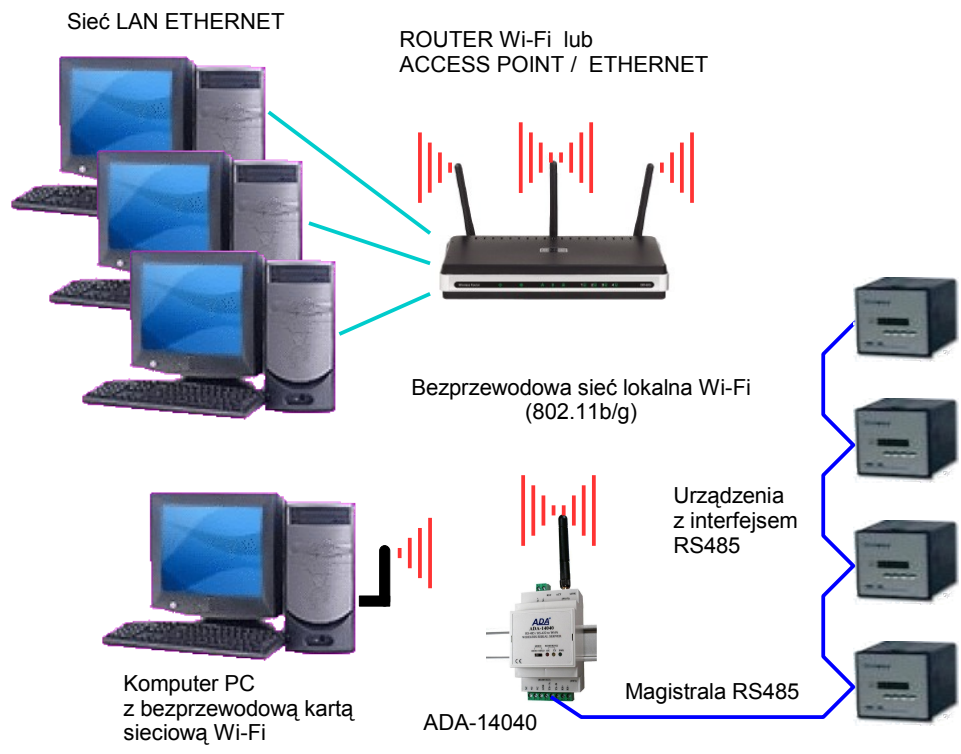 Sieć LAN ETHERNET
ROUTER Wi-Fi lub
ACCESS POINT / ETHERNET
Bezprzewodowa sieć lokalna Wi-Fi
(802.11b/g)
Urządzenia
z interfejsem
RS485
ADA
ADA-14040
Komputer PC
z bezprzewodową kartą
sieciową Wi-Fi
ADA-14040
Magistrala RS485